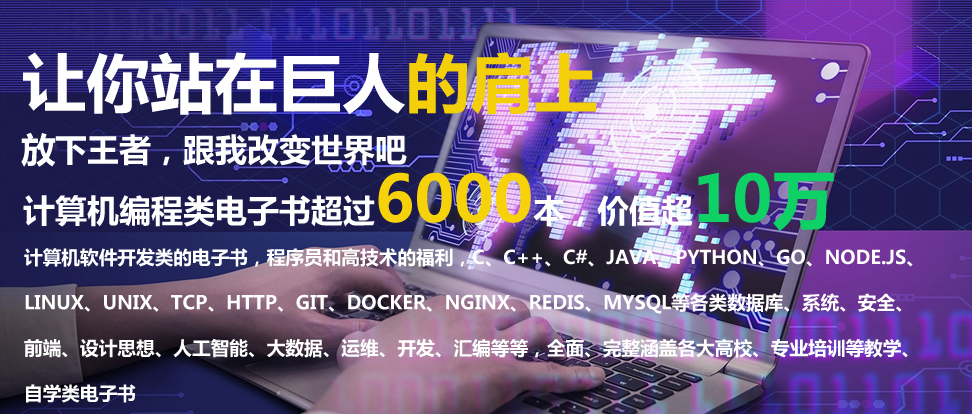 让你站在巨人的肩上
放下王者，跟我改变世界吧
计算机编程类电子书超过6000本，价值超10万
计算机软件开发类的电子书，程序员和高技术的福利，C、C++、C#、JAVA、PYTHON、GO、NODE.JS、
LINUX、UNIX、TCP、HTTP、GIT、DOCKER、NGINX、REDIS、MYSQL等各类数据库、系统、安全、
前端、设计思想、人工智能、大数据、运维、开发、汇编等等，全面、完整涵盖各大高校、专业培训等教学、
自学类电子书